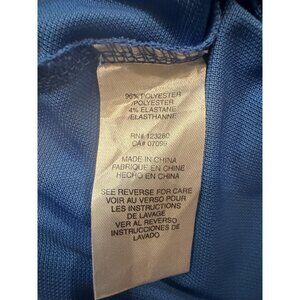 96% POLYESTER
/POLYESTER
4% ELASTANE
/ELASTHANNE
RN# 123280
CA# 07099
MADE IN CHINA
FABRIQUE EN CHINE
HECHO EN CHINA
SEE REVERSE FOR CARE
VOIR AU VERSO POUR
LES INSTRUCTIONS
DE LAVAGE
VER AL REVERSO
INSTRUCCIONES DE
LAVADO